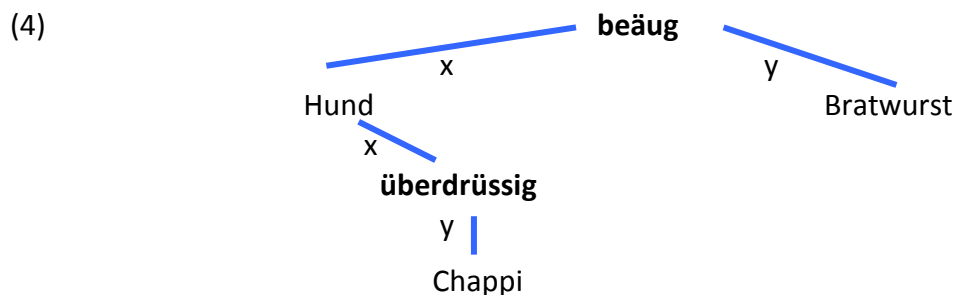 (4) beäug
x y
Hund Bratwurst
x
überdrüssig
y
Chappi